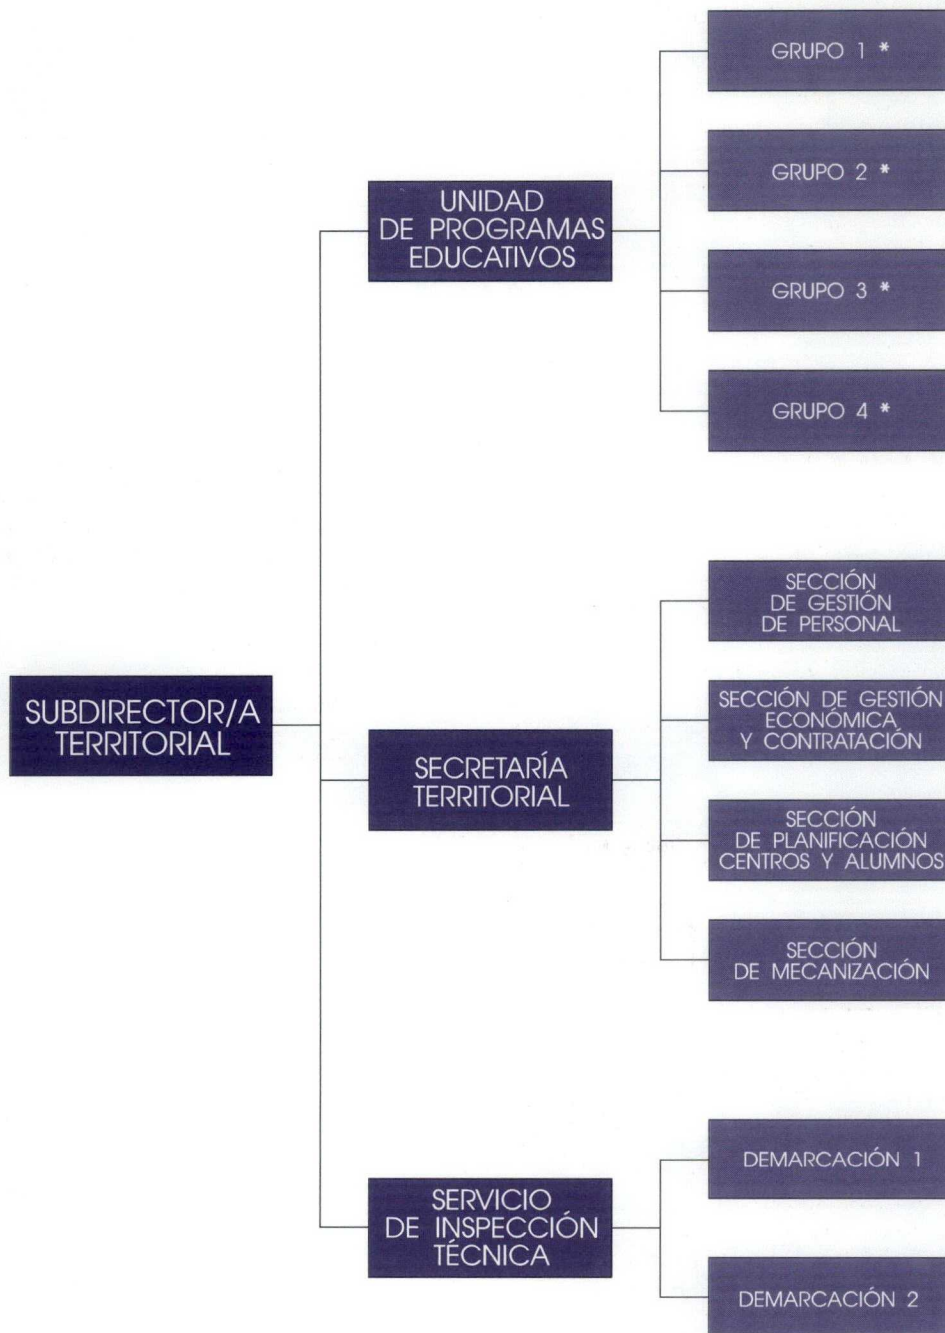 GRUPO 1 *
GRUPO 2 *
UNIDAD
DE PROGRAMAS
EDUCATIVOS
GRUPO 3 *
GRUPO 4 *
SECCIÓN
DE GESTIÓN
DE PERSONAL
SUBDIRECTOR/A
TERRITORIAL
SECCIÓN DE GESTIÓN
ECONÓMICA
Y CONTRATACIÓN
SECRETARÍA
TERRITORIAL
SECCIÓN
DE PLANIFICACIÓN
CENTROS Y ALUMNOS
SECCIÓN
DE MECANIZACIÓN
DEMARCACIÓN 1
SERVICIO
DE INSPECCIÓN
TÉCNICA
DEMARCACIÓN 2